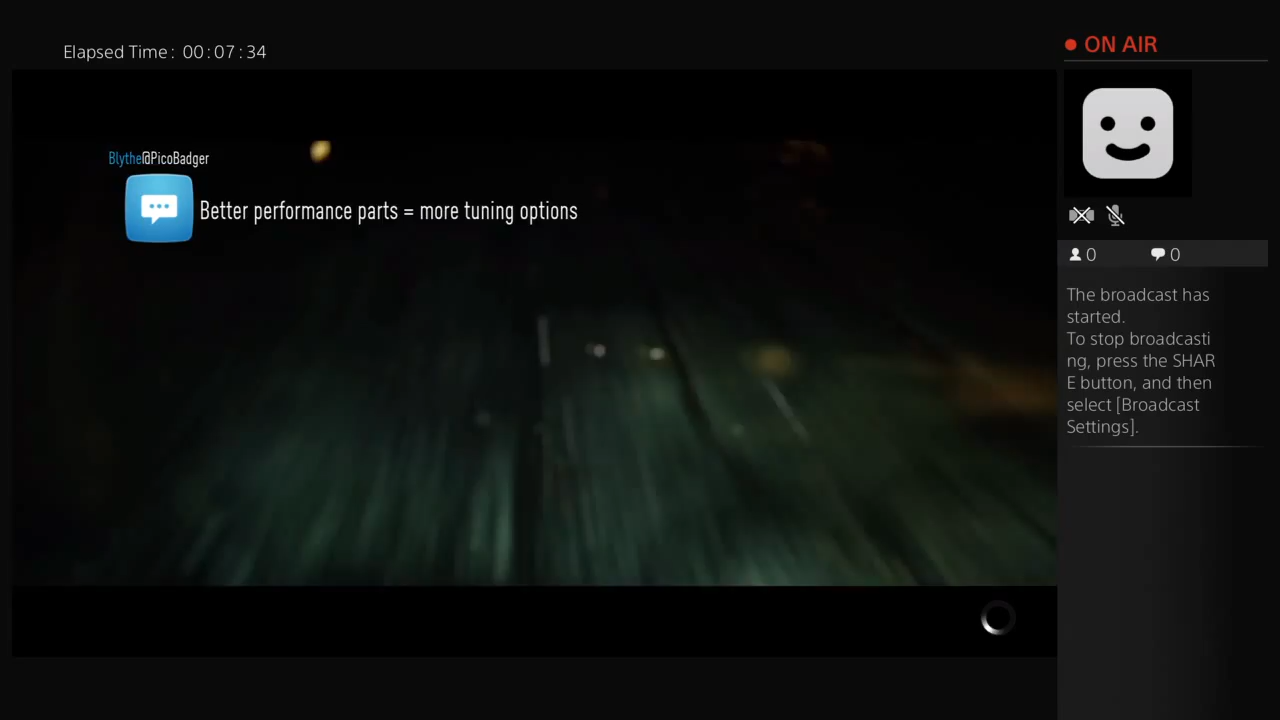 Elapsed Time: 00:07:34
ON AIR
Blythe@PicoBadger
Better performance parts = more tuning options
0 0
The broadcast has
started.
To stop broadcasti
ng, press the SHAR
E button, and then
select [Broadcast
Settings].